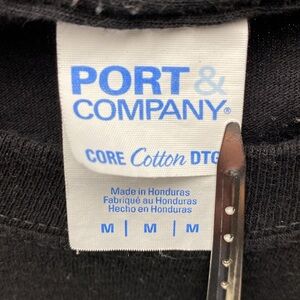 PORT &
COMPANY®
CORE Cotton DTG
Made in Honduras
Fabriqué au Honduras
Hecho en Honduras
M | M | M